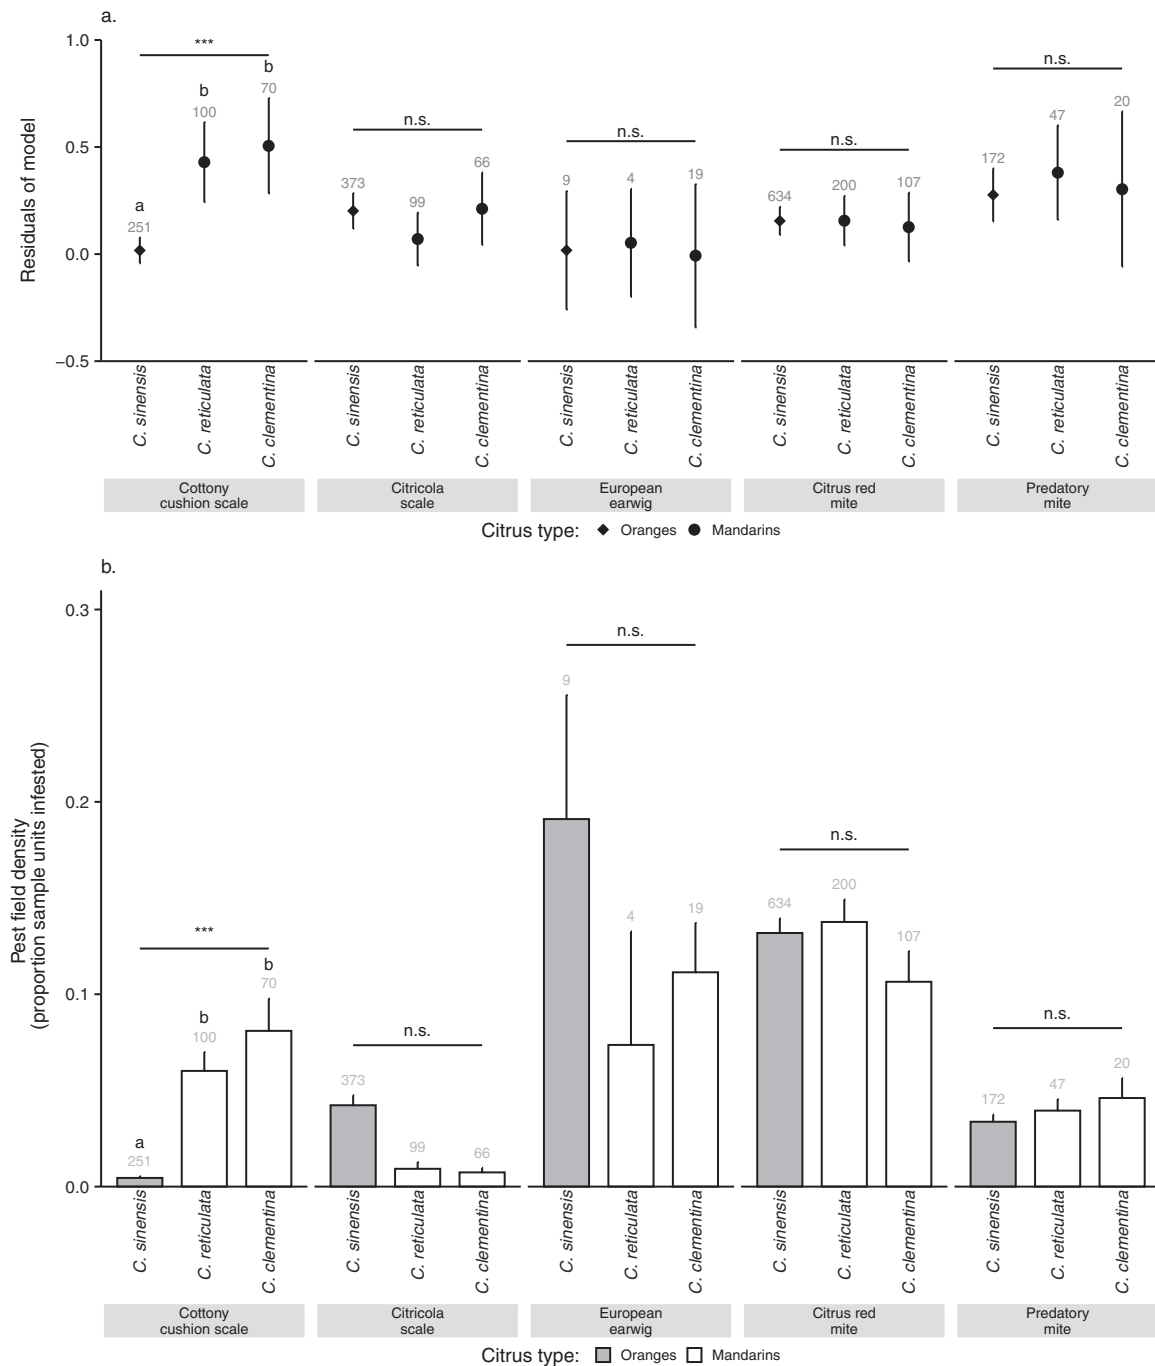 a.
Residuals of model
1.0
0.5
0.0
−0.5
***
n.s.
n.s.
n.s.
n.s.
a
b
b
251
100
70
373
99
66
9
4
19
634
200
107
172
47
20
C. sinensis
C. reticulata
C. clementina
C. sinensis
C. reticulata
C. clementina
C. sinensis
C. reticulata
C. clementina
C. sinensis
C. reticulata
C. clementina
C. sinensis
C. reticulata
C. clementina
Cottony
cushion scale
Citricola
scale
European
earwig
Citrus red
mite
Predatory
mite
Citrus type: Oranges Mandarins
b.
Pest field density
(proportion sample units infested)
0.3
0.2
0.1
0.0
***
n.s.
n.s.
n.s.
n.s.
a
b
b
251
100
70
373
99
66
9
4
19
634
200
107
172
47
20
C. sinensis
C. reticulata
C. clementina
C. sinensis
C. reticulata
C. clementina
C. sinensis
C. reticulata
C. clementina
C. sinensis
C. reticulata
C. clementina
C. sinensis
C. reticulata
C. clementina
Cottony
cushion scale
Citricola
scale
European
earwig
Citrus red
mite
Predatory
mite
Citrus type: Oranges Mandarins